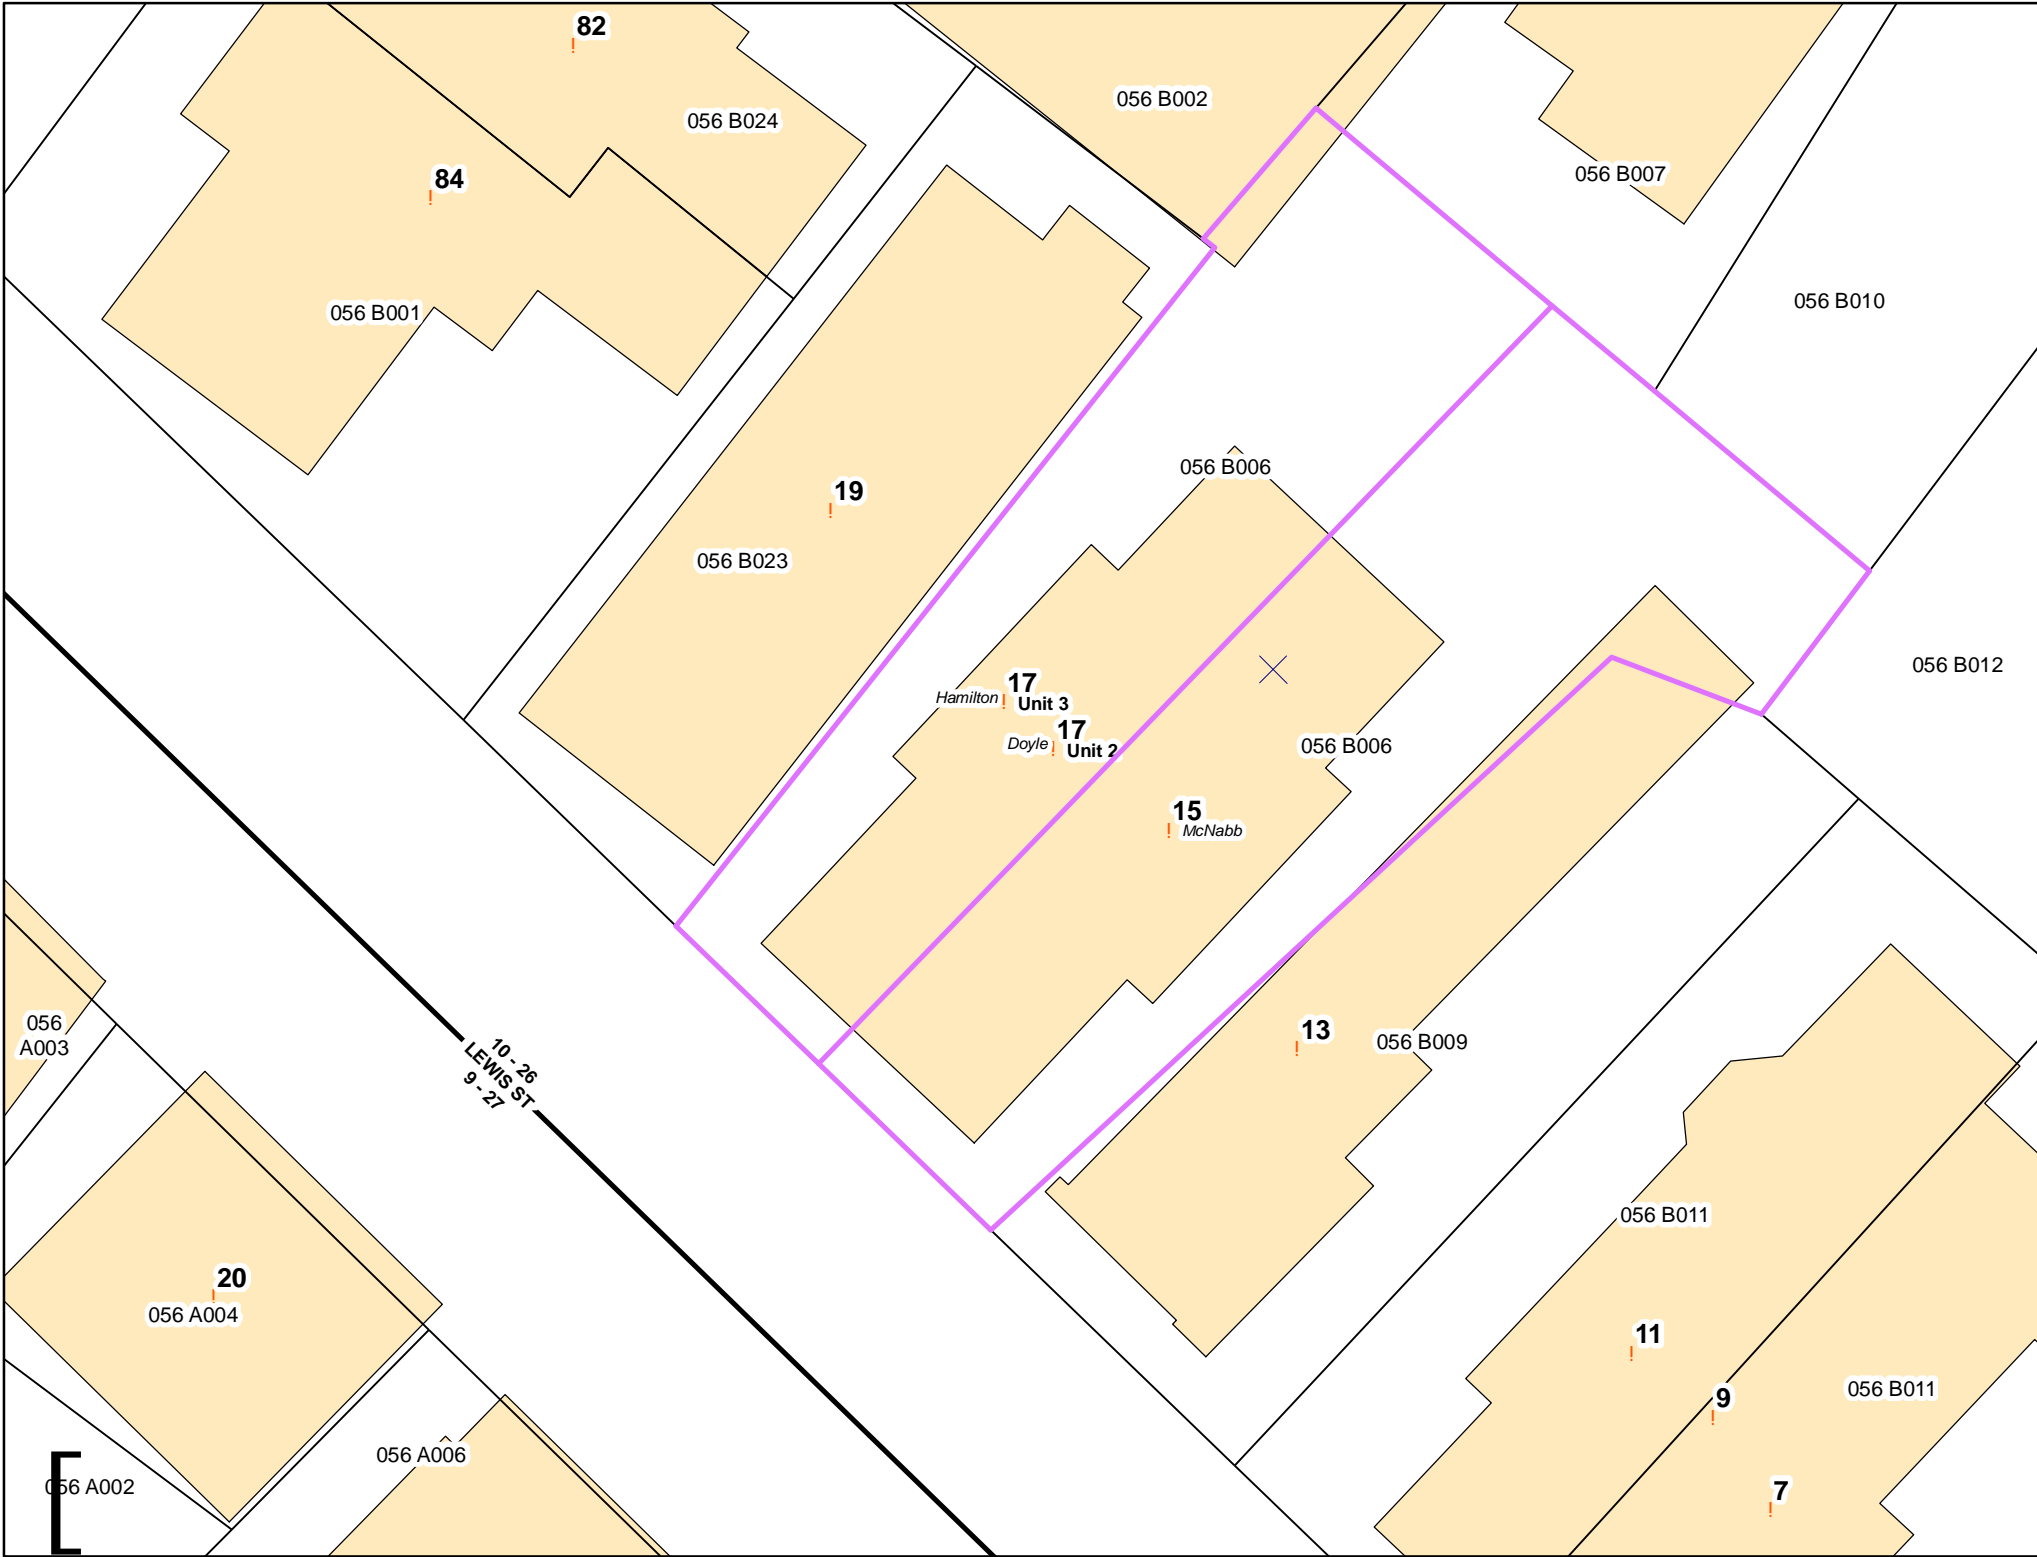 82
056 B002
056 B024
84
056 B007
056 B001
056 B010
056 B006
19
056 B023
056 B012
17
Hamilton Unit 3
17
Doyle Unit 2
056 B006
15
McNabb
056
A003
13
056 B009
10 - 26
LEWIS ST
9 - 27
056 B011
20
056 A004
11
056 B011
9
056 A006
056 A002
7